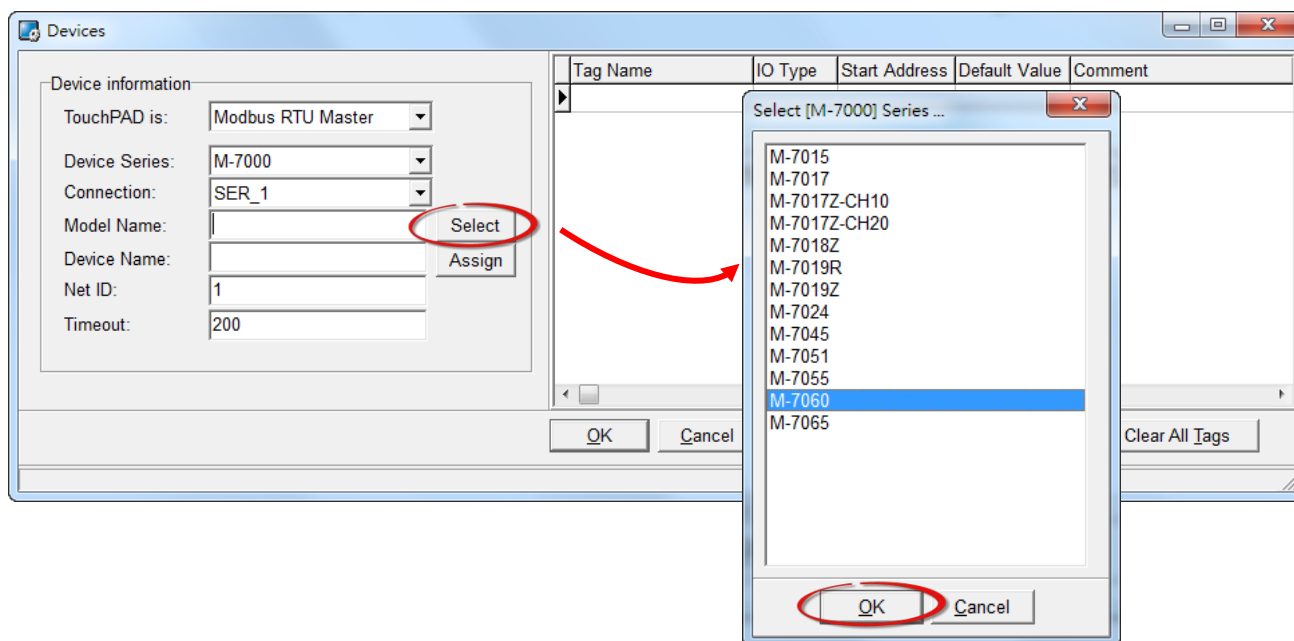 Devices
Device information
TouchPAD is: Modbus RTU Master
Device Series: M-7000
Connection: SER_1
Model Name: Select
Device Name: Assign
Net ID: 1
Timeout: 200
Tag Name IO Type Start Address Default Value Comment
OK Cancel Clear All Tags
Select [M-7000] Series ...
M-7015
M-7017
M-7017Z-CH10
M-7017Z-CH20
M-7018Z
M-7019R
M-7019Z
M-7024
M-7045
M-7051
M-7055
M-7060
M-7065
OK Cancel